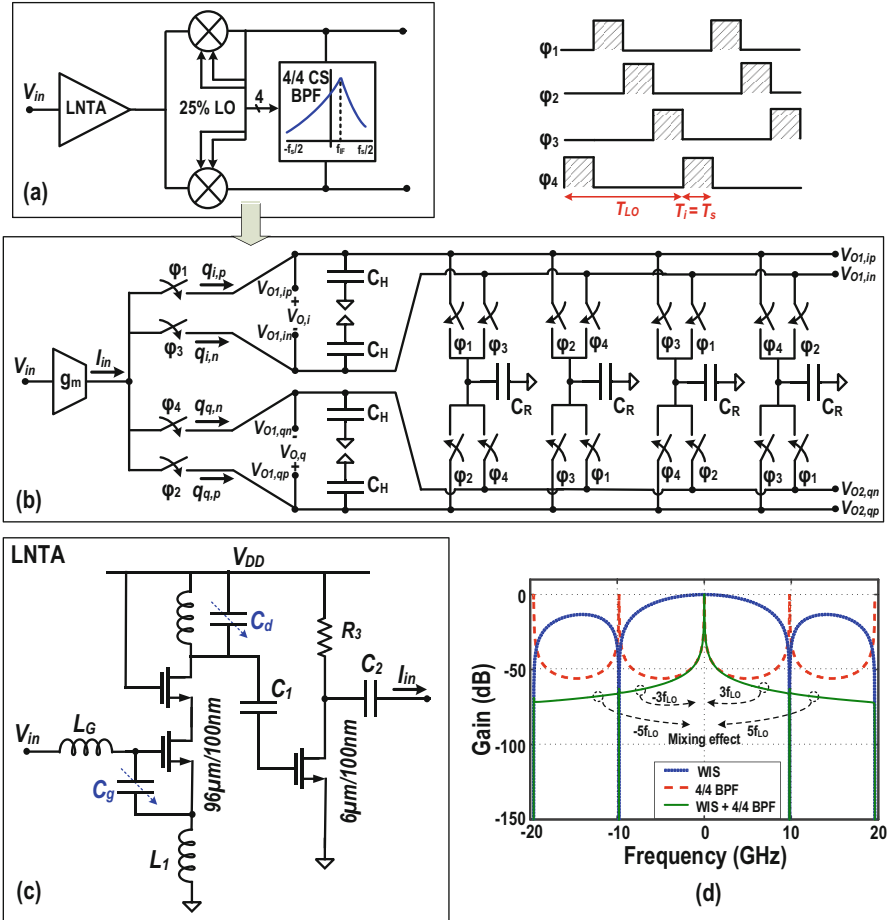 V_in
LNTA
25% LO
4
4/4 CS
BPF
-f_s/2
f_IF
f_s/2
(a)
φ1
φ2
φ3
φ4
T_LO
T_i = T_s
V_in
g_m
I_in
φ1
q_i,p
φ3
q_i,n
φ4
q_q,n
φ2
q_q,p
V_O1,ip
+
V_O,i
-
V_O1,in
V_O1,qn
-
V_O,q
+
V_O1,qp
C_H
C_H
C_H
C_H
φ1
φ3
φ2
φ4
φ3
φ1
φ4
φ2
C_R
C_R
C_R
C_R
φ2
φ4
φ3
φ1
φ4
φ2
φ3
φ1
V_O1,ip
V_O1,in
V_O2,qn
V_O2,qp
(b)
LNTA
V_DD
C_d
R_3
C_1
C_2
I_in
V_in
L_G
C_g
96μm/100nm
6μm/100nm
L_1
(c)
Gain (dB)
0
-50
-100
-150
-3f_LO
3f_LO
-5f_LO
5f_LO
Mixing effect
WIS
4/4 BPF
WIS + 4/4 BPF
-20
-10
0
10
20
Frequency (GHz)
(d)